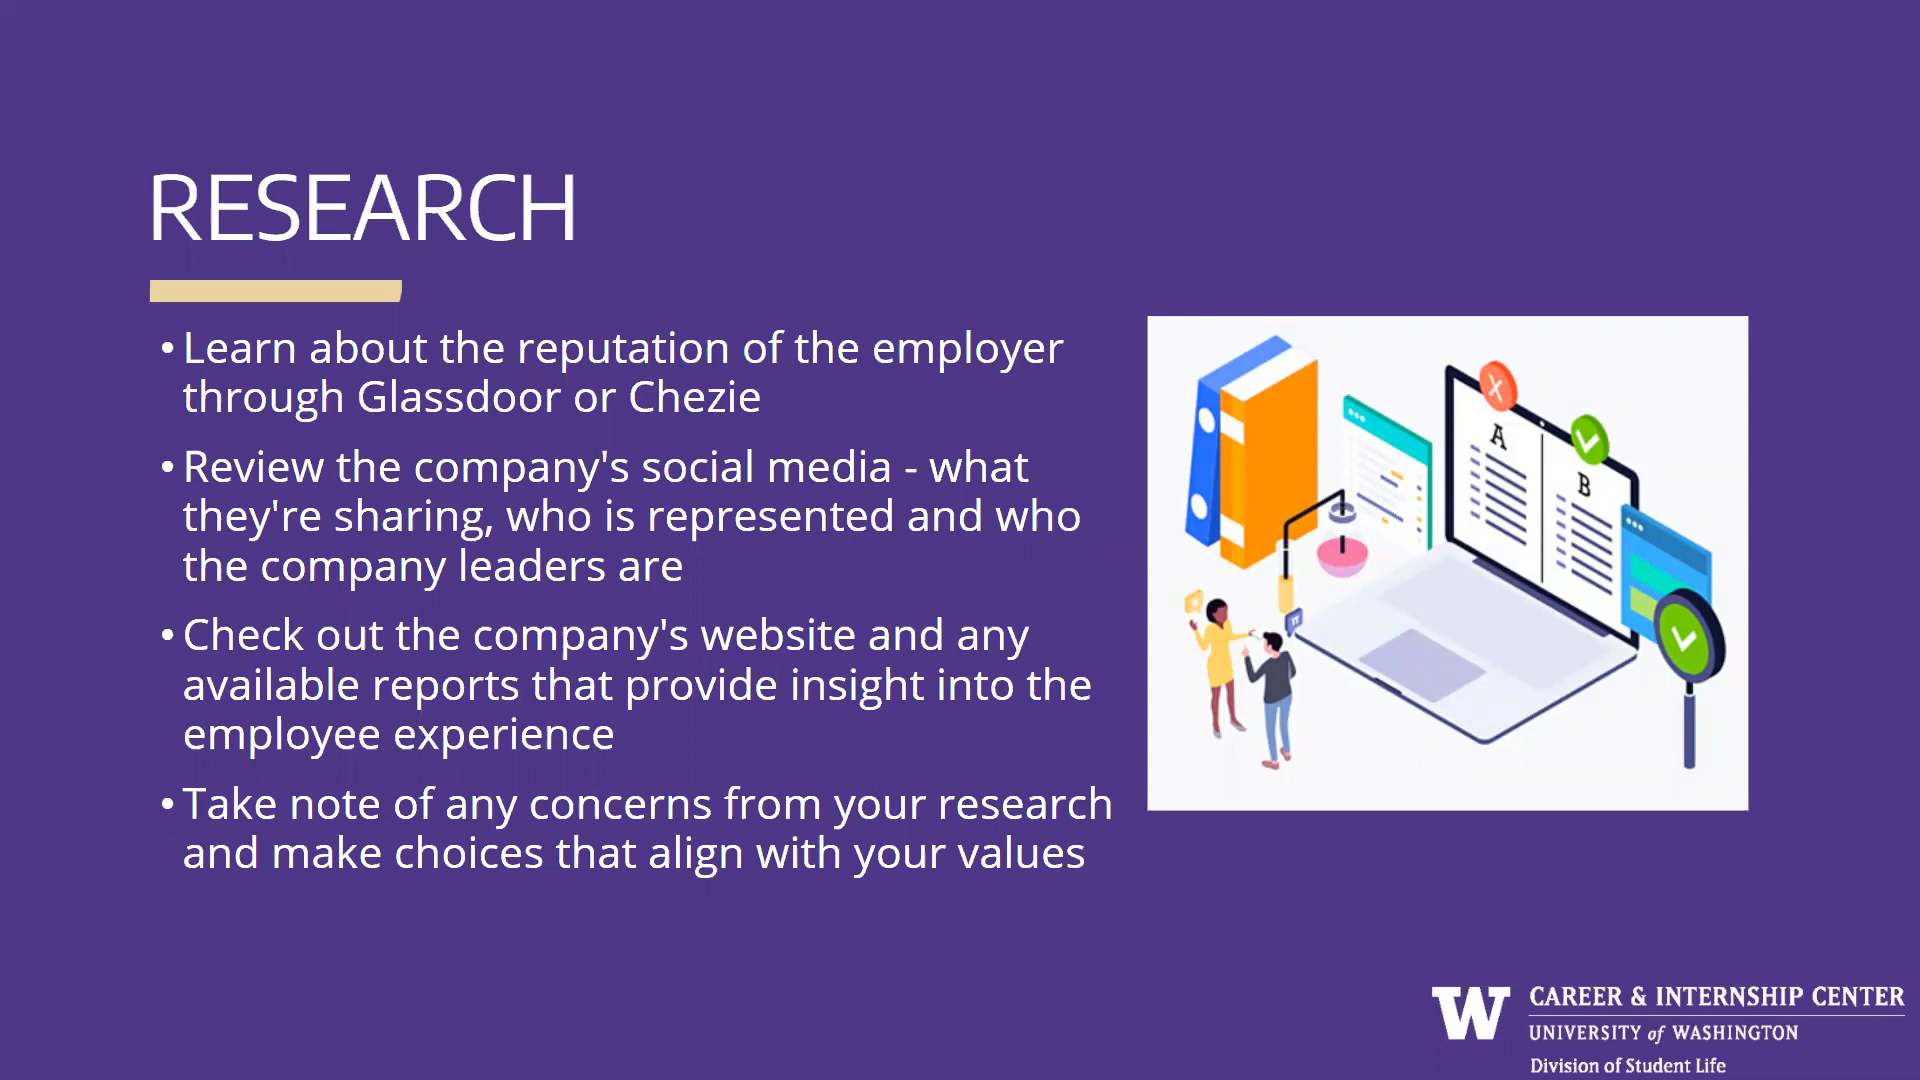 RESEARCH
• Learn about the reputation of the employer
through Glassdoor or Chezie
• Review the company's social media - what
they're sharing, who is represented and who
the company leaders are
• Check out the company's website and any
available reports that provide insight into the
employee experience
• Take note of any concerns from your research
and make choices that align with your values
X
A
B
W
CAREER & INTERNSHIP CENTER
UNIVERSITY of WASHINGTON
Division of Student Life